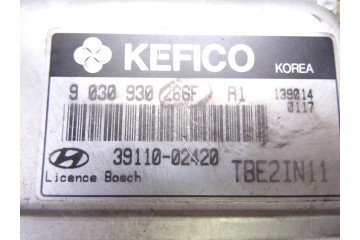 KEFICO KOREA
9 030 930 266F A1 139014
0117
39110-02420
Licence Bosch TBE2IN11